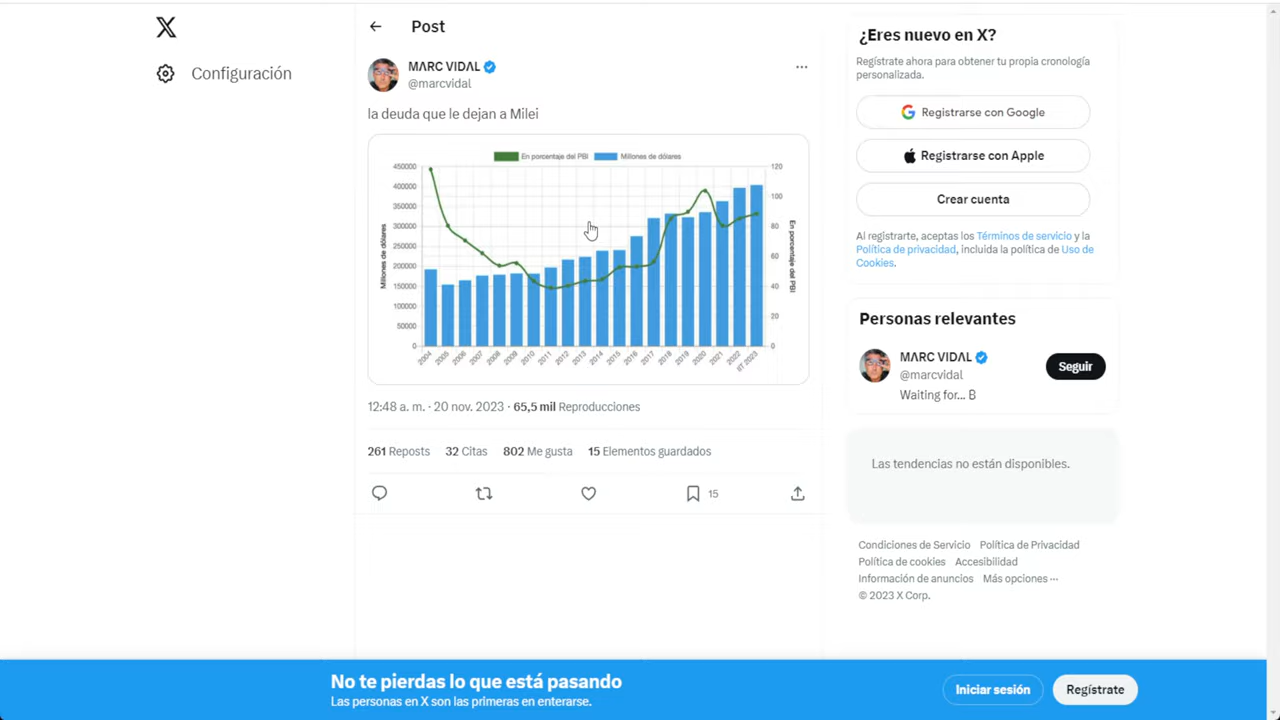 X
Configuración
Post
MARC VIDAL
@marcvidal
la deuda que le dejan a Milei
En porcentaje del PBI
Millones de dólares
450000
400000
350000
300000
250000
200000
150000
100000
50000
0
Millones de dólares
120
100
80
60
40
20
0
En porcentaje del PBI
2004
2005
2006
2007
2008
2009
2010
2011
2012
2013
2014
2015
2016
2017
2018
2019
2020
2021
2022
IIT 2023
12:48 a. m. · 20 nov. 2023 · 65,5 mil Reproducciones
261 Reposts 32 Citas 802 Me gusta 15 Elementos guardados
15
¿Eres nuevo en X?
Regístrate ahora para obtener tu propia cronología
personalizada.
Registrarse con Google
Registrarse con Apple
Crear cuenta
Al registrarte, aceptas los Términos de servicio y la
Política de privacidad, incluida la política de Uso de
Cookies.
Personas relevantes
MARC VIDAL
@marcvidal
Seguir
Waiting for... B
Las tendencias no están disponibles.
Condiciones de Servicio Política de Privacidad
Política de cookies Accesibilidad
Información de anuncios Más opciones ···
© 2023 X Corp.
No te pierdas lo que está pasando
Las personas en X son las primeras en enterarse.
Iniciar sesión
Regístrate